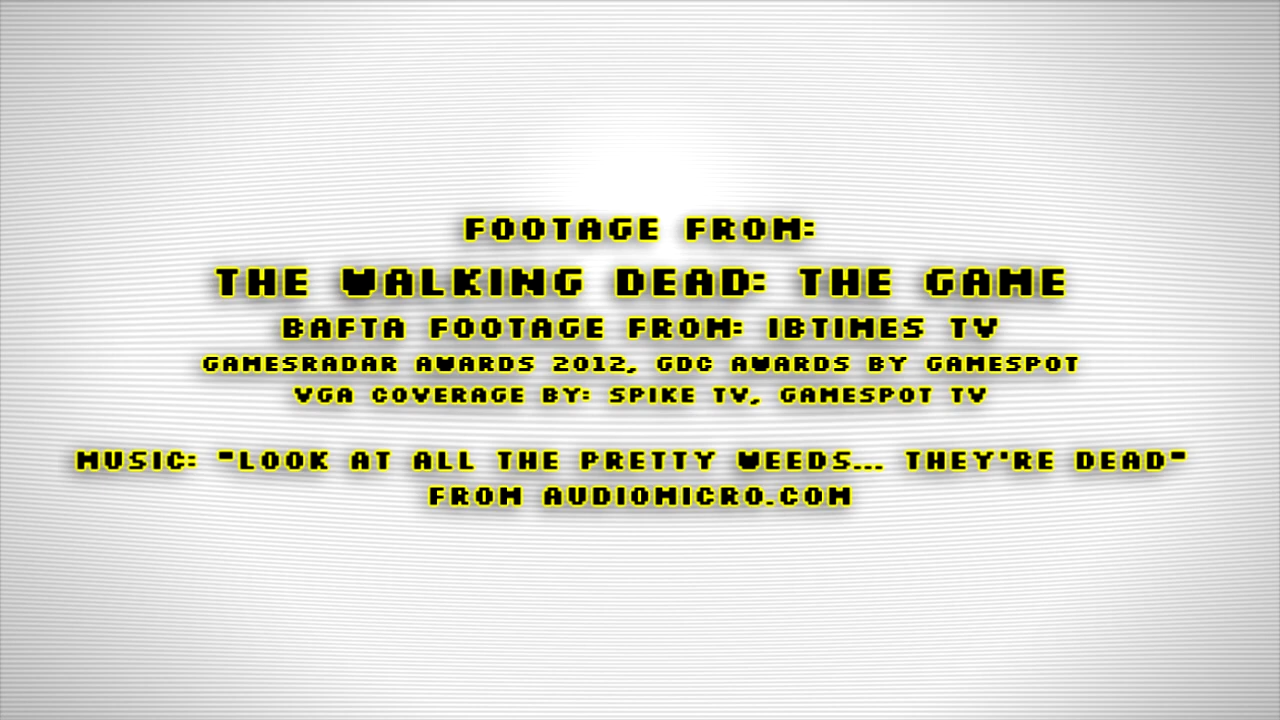 FOOTAGE FROM:
THE WALKING DEAD: THE GAME
BAFTA FOOTAGE FROM: IBTIMES TV
GAMESRADAR AWARDS 2012, GDC AWARDS BY GAMESPOT
VGA COVERAGE BY: SPIKE TV, GAMESPOT TV
MUSIC: "LOOK AT ALL THE PRETTY WEEDS... THEY'RE DEAD"
FROM AUDIOMICRO.COM